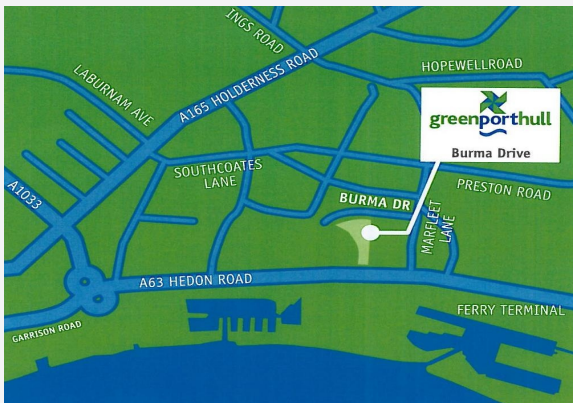 INGS ROAD
HOPEWELLROAD
LABURNAM AVE
A165 HOLDERNESS ROAD
greenporthull
Burma Drive
SOUTHCOATES
LANE
A1033
BURMA DR
PRESTON ROAD
MARFLEET
LANE
A63 HEDON ROAD
FERRY TERMINAL
GARRISON ROAD